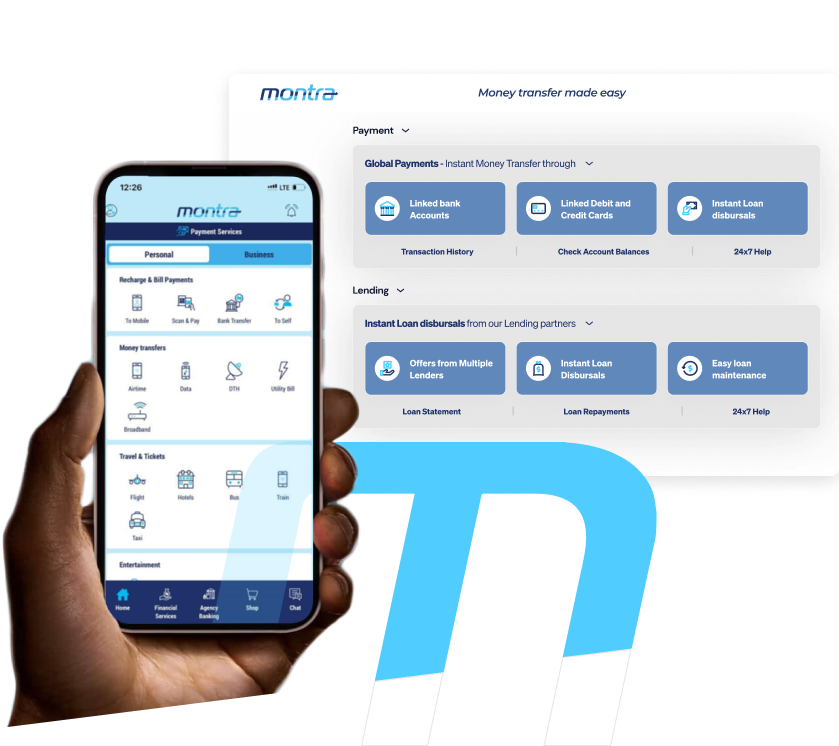 montra
Money transfer made easy
Payment
Global Payments - Instant Money Transfer through
Linked bank
Accounts
Linked Debit and
Credit Cards
Instant Loan
disbursals
Transaction History
Check Account Balances
24x7 Help
Lending
Instant Loan disbursals from our Lending partners
Offers from Multiple
Lenders
Instant Loan
Disbursals
Easy loan
maintenance
Loan Statement
Loan Repayments
24x7 Help
12:26
LTE
montra
Payment Services
Personal
Business
Recharge & Bill Payments
To Mobile
Scan & Pay
Bank Transfer
To Self
Money transfers
Airtime
Data
DTH
Utility Bill
Broadband
Travel & Tickets
Flight
Hotels
Bus
Train
Taxi
Entertainment
Home
Financial
Services
Agency
Banking
Shop
Chat